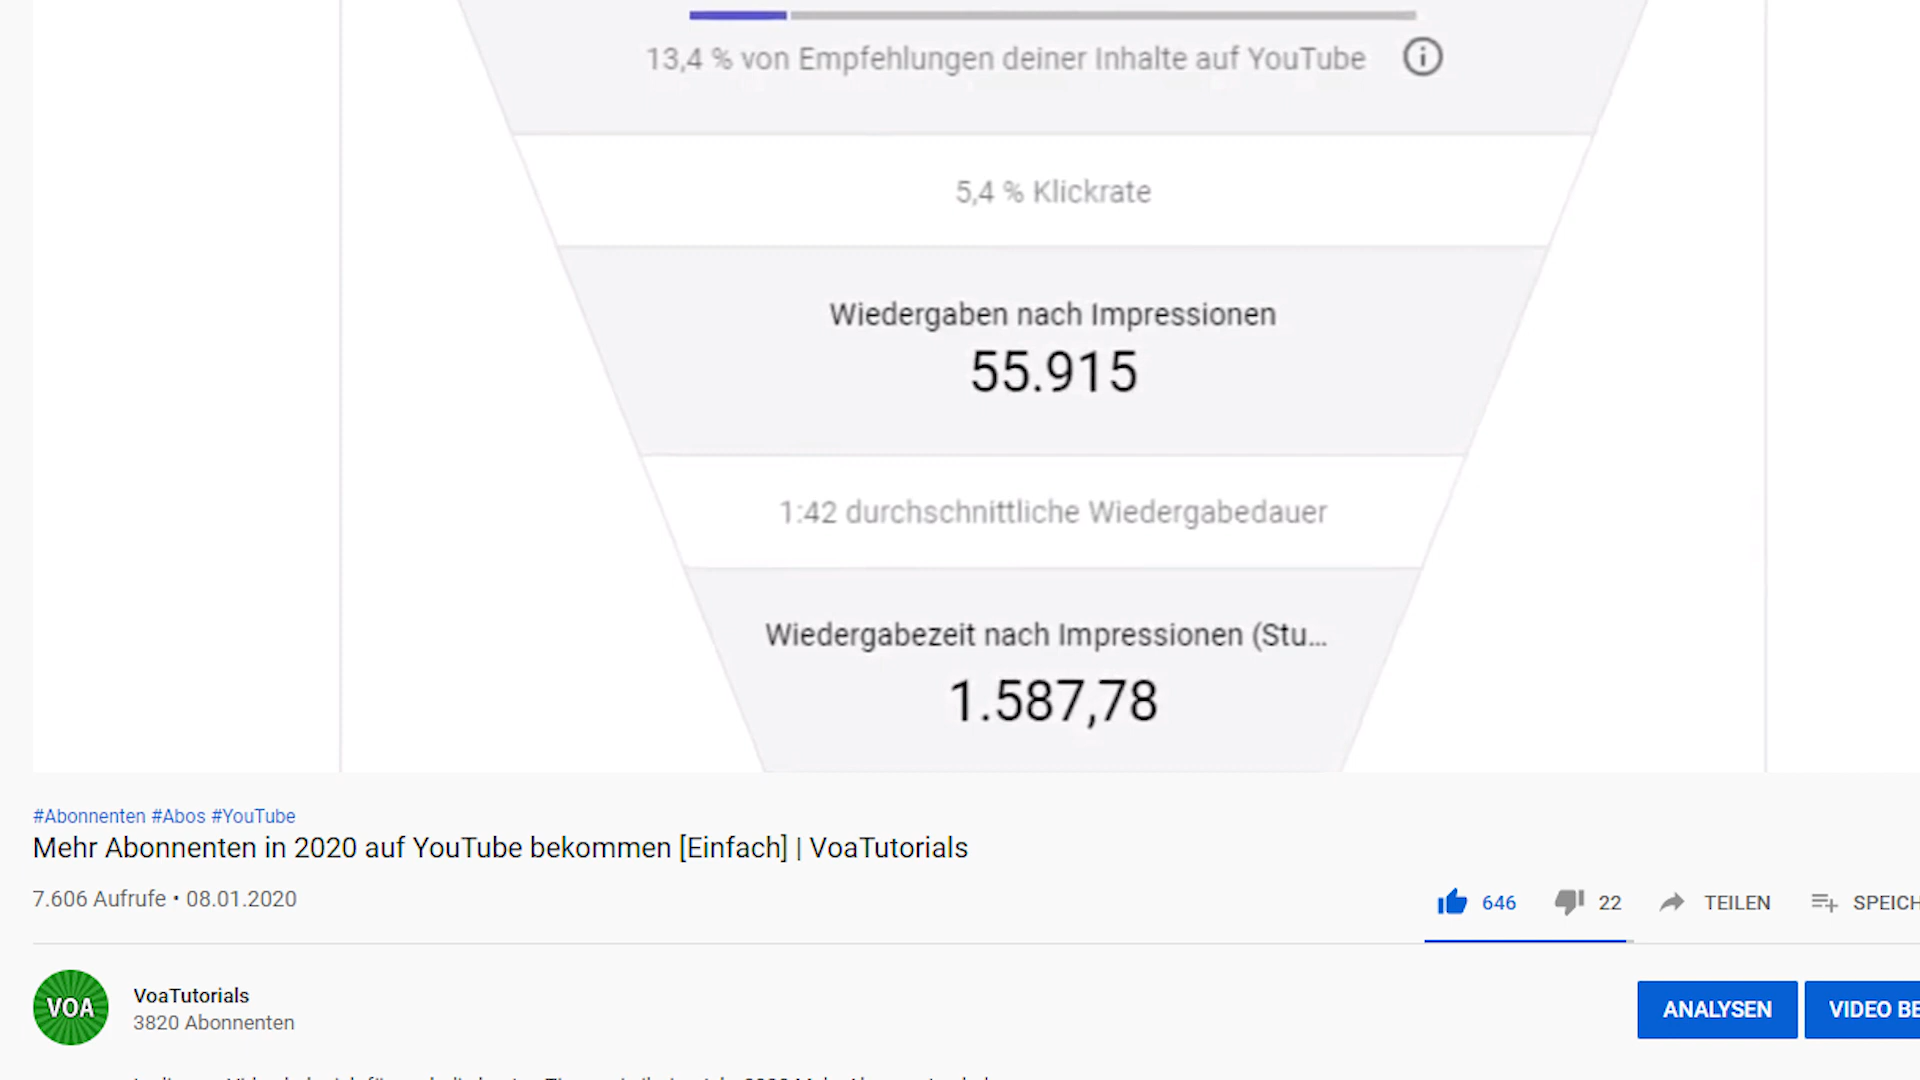 13,4 % von Empfehlungen deiner Inhalte auf YouTube
5,4 % Klickrate
Wiedergaben nach Impressionen
55.915
1:42 durchschnittliche Wiedergabedauer
Wiedergabezeit nach Impressionen (Stu...
1.587,78
#Abonnenten #Abos #YouTube
Mehr Abonnenten in 2020 auf YouTube bekommen [Einfach] | VoaTutorials
7.606 Aufrufe • 08.01.2020
646 22 TEILEN SPEICH
VOA
VoaTutorials
3820 Abonnenten
ANALYSEN VIDEO BE